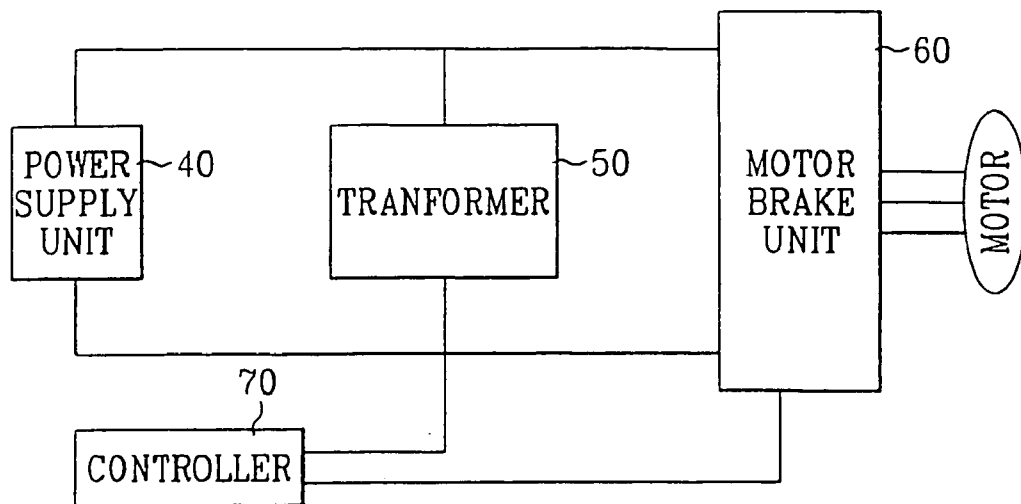 60
POWER
SUPPLY
UNIT
40
TRANFORMER
50
MOTOR
BRAKE
UNIT
MOTOR
70
CONTROLLER